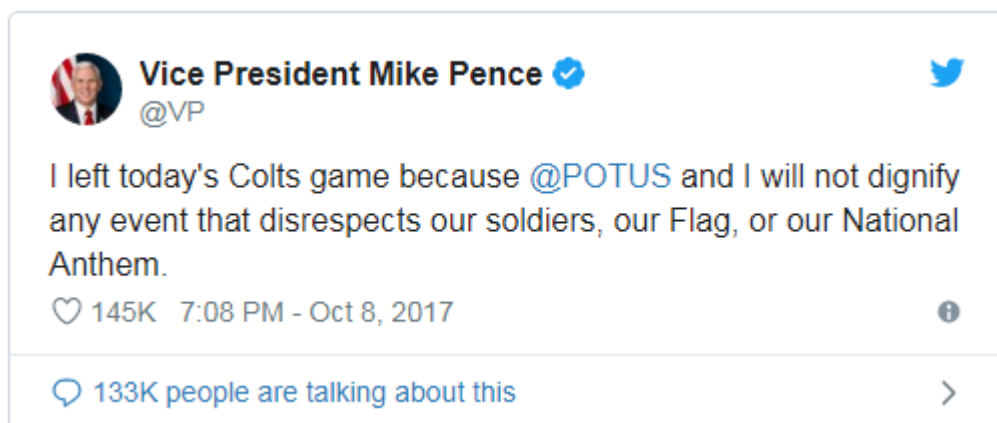 Vice President Mike Pence
@VP
I left today's Colts game because @POTUS and I will not dignify
any event that disrespects our soldiers, our Flag, or our National
Anthem.
145K 7:08 PM - Oct 8, 2017
133K people are talking about this